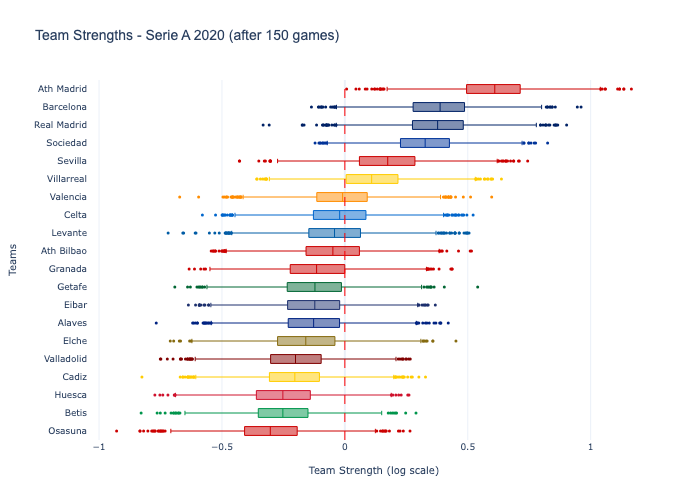 Team Strengths - Serie A 2020 (after 150 games)
Ath Madrid
Barcelona
Real Madrid
Sociedad
Sevilla
Villarreal
Valencia
Celta
Levante
Ath Bilbao
Granada
Getafe
Eibar
Alaves
Elche
Valladolid
Cadiz
Huesca
Betis
Osasuna
Teams
−1 −0.5 0 0.5 1
Team Strength (log scale)